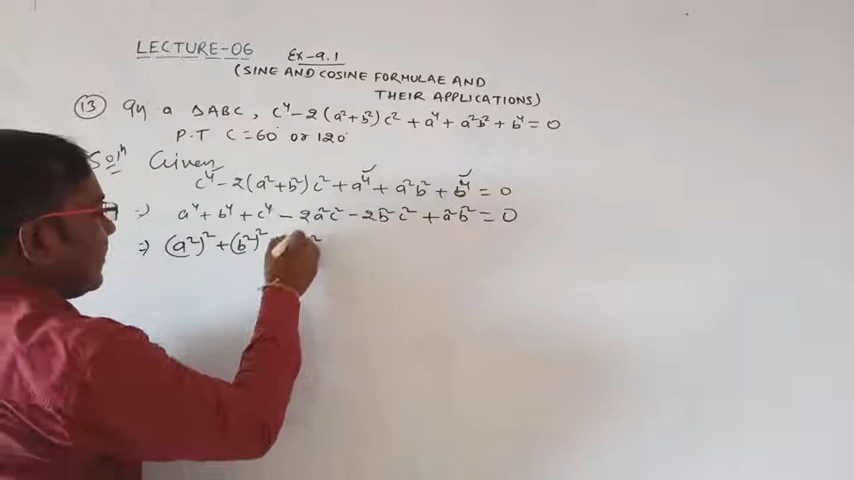 LECTURE-06
Ex-9.1
(SINE AND COSINE FORMULAE AND
THEIR APPLICATIONS)
13 In a ΔABC, c⁴-2(a²+b²)c²+a⁴+a²b²+b⁴=0
P.T C=60° or 120°
Solⁿ Given
c⁴-2(a²+b²)c²+a⁴+a²b²+b⁴=0
⇒ a⁴+b⁴+c⁴-2a²c²-2b²c²+a²b²=0
⇒ (a²)²+(b²)²